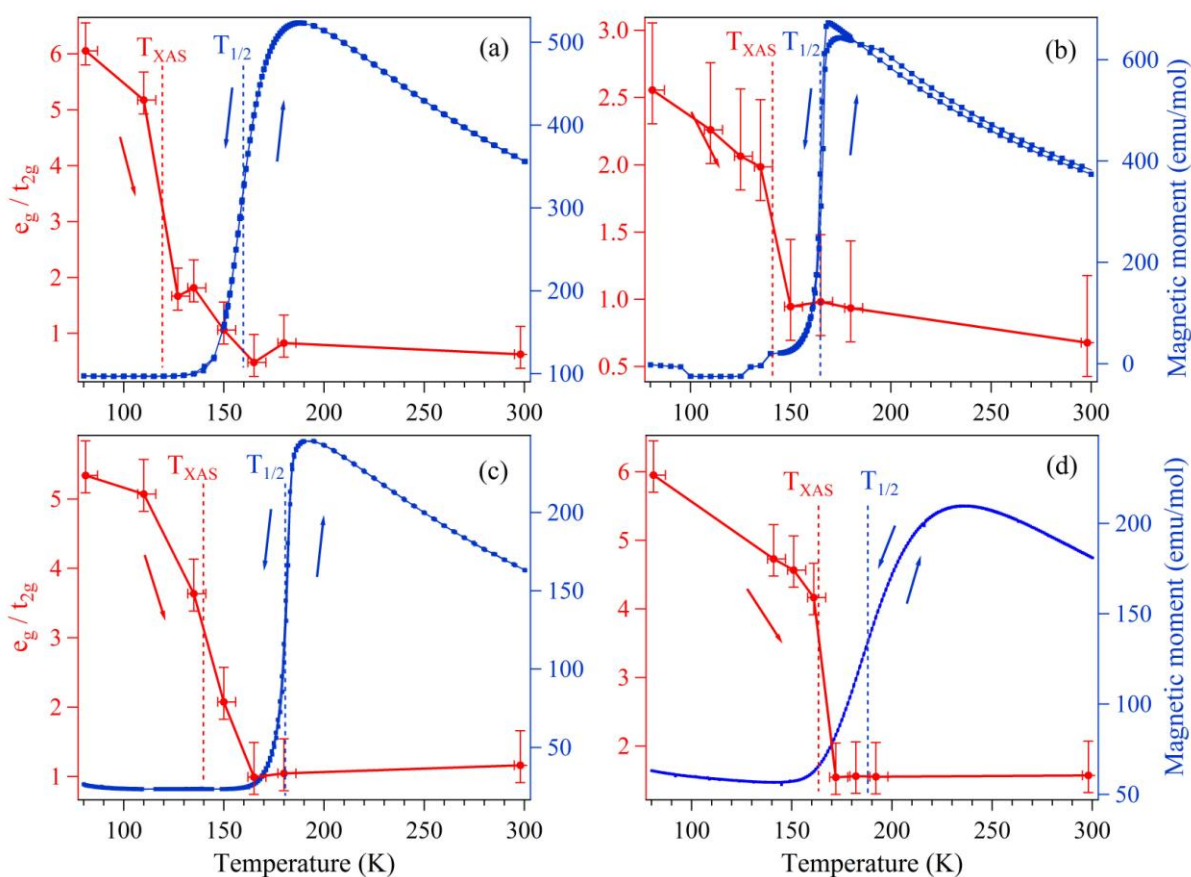 T_XAS T_1/2 (a)
6
5
4
3
2
1
e_g / t_2g
500
400
300
200
100
100 150 200 250 300
T_XAS T_1/2 (b)
3.0
2.5
2.0
1.5
1.0
0.5
600
400
200
0
Magnetic moment (emu/mol)
100 150 200 250 300
T_XAS T_1/2 (c)
5
4
3
2
1
e_g / t_2g
200
150
100
50
100 150 200 250 300
Temperature (K)
T_XAS T_1/2 (d)
6
5
4
3
2
200
150
100
50
Magnetic moment (emu/mol)
100 150 200 250 300
Temperature (K)